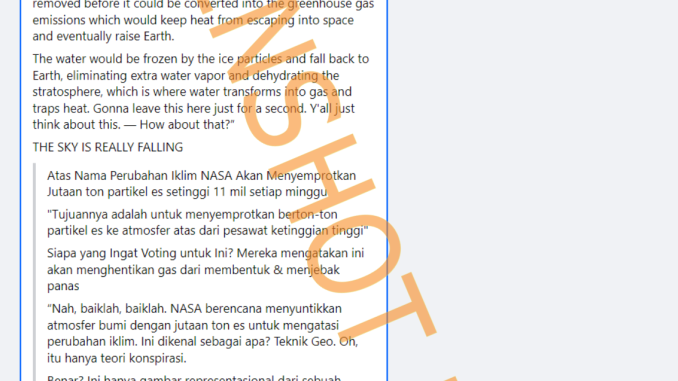 removed before it could be converted into the greenhouse gas
emissions which would keep heat from escaping into space
and eventually raise Earth.
The water would be frozen by the ice particles and fall back to
Earth, eliminating extra water vapor and dehydrating the
stratosphere, which is where water transforms into gas and
traps heat. Gonna leave this here just for a second. Y'all just
think about this. — How about that?"
THE SKY IS REALLY FALLING
Atas Nama Perubahan Iklim NASA Akan Menyemprotkan
Jutaan ton partikel es setinggi 11 mil setiap minggu
"Tujuannya adalah untuk menyemprotkan berton-ton
partikel es ke atmosfer atas dari pesawat ketinggian tinggi"
Siapa yang Ingat Voting untuk Ini? Mereka mengatakan ini
akan menghentikan gas dari membentuk & menjebak
panas
"Nah, baiklah, baiklah. NASA berencana menyuntikkan
atmosfer bumi dengan jutaan ton es untuk mengatasi
perubahan iklim. Ini dikenal sebagai apa? Teknik Geo. Oh,
itu hanya teori konspirasi.
Benar? Ini hanya gambar representasional dari sebuah
NSHOT